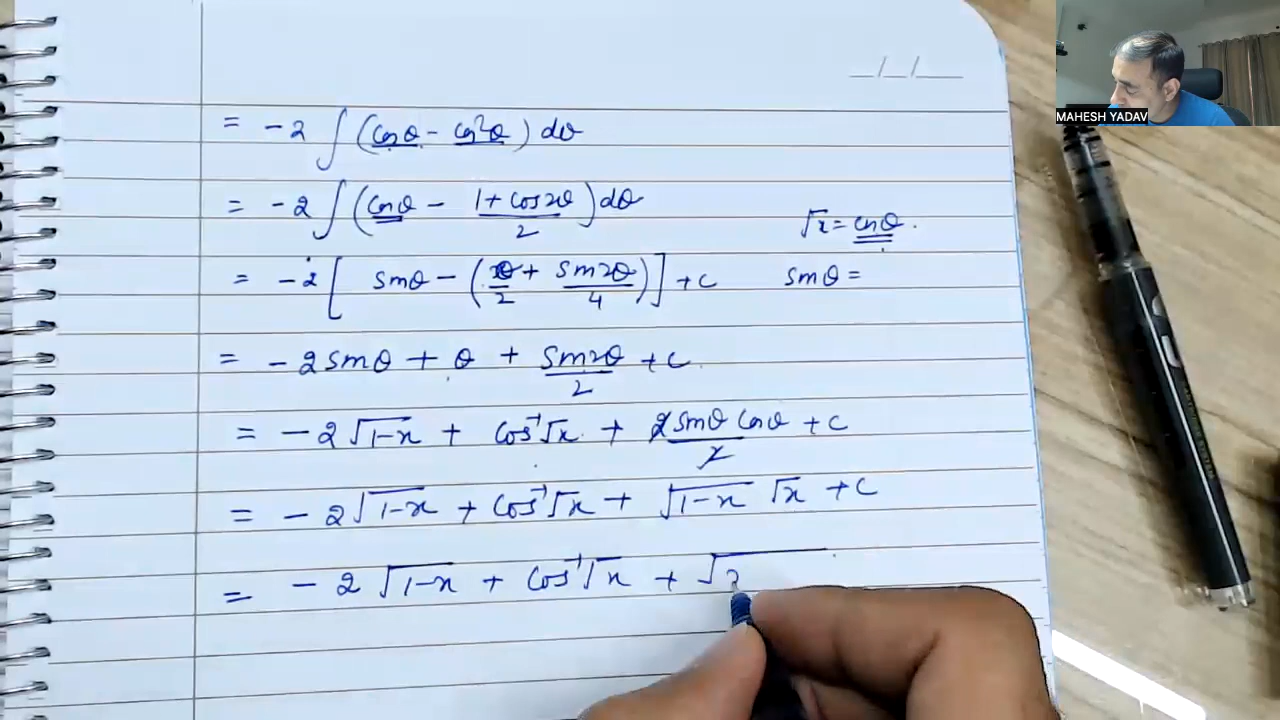 _/_/__
MAHESH YADAV
= -2 ∫ (cosθ - cos²θ) dθ
= -2 ∫ (cosθ - (1 + cos2θ)/2) dθ
√x = cosθ.
= -2 [ sinθ - (θ/2 + sin2θ/4) ] + c
sinθ =
= -2 sinθ + θ + sin2θ/2 + c
= -2 √(1-x) + cos⁻¹√x + 2 sinθ cosθ/2 + c
= -2 √(1-x) + cos⁻¹√x + √(1-x) √x + c
= -2 √(1-x) + cos⁻¹√x + √